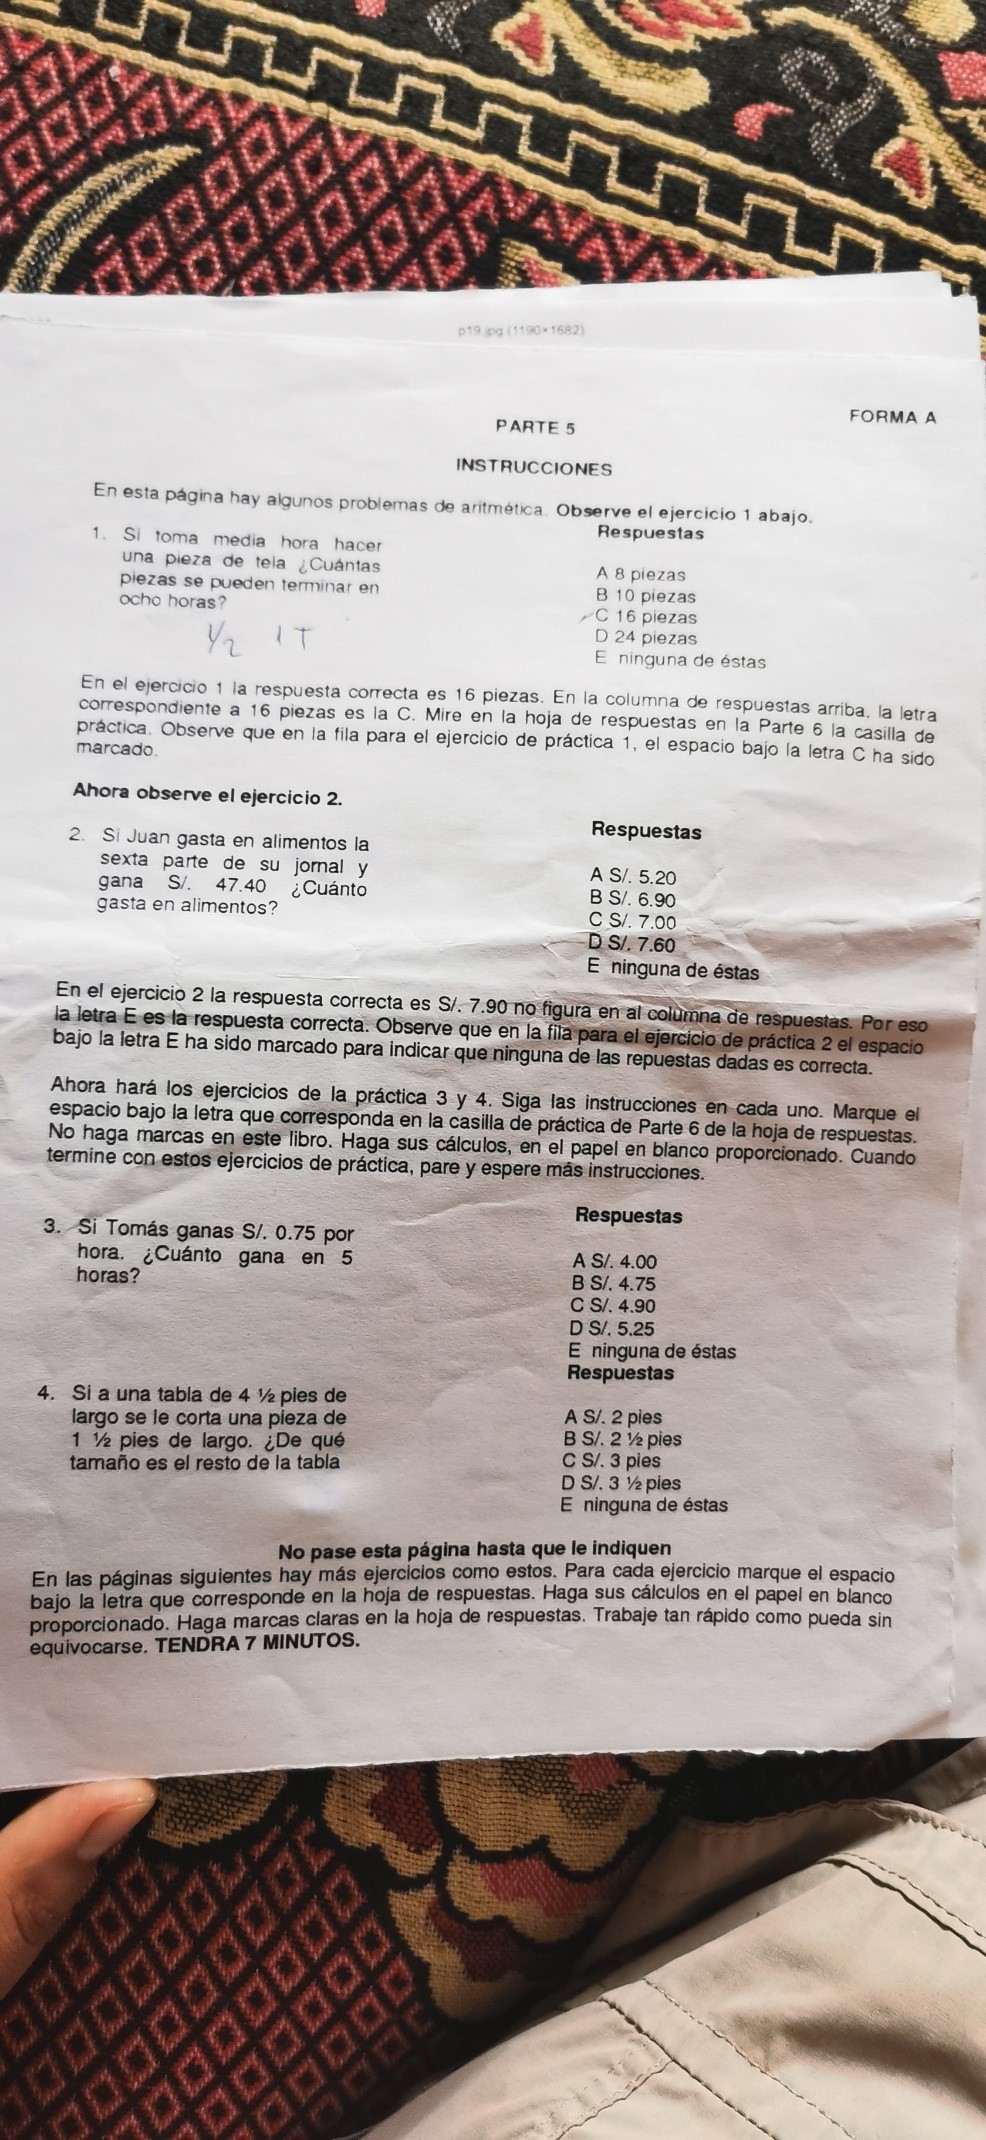 p19.jpg (1190×1682)
FORMA A
PARTE 5
INSTRUCCIONES
En esta página hay algunos problemas de aritmética. Observe el ejercicio 1 abajo.
Respuestas
1. Si toma media hora hacer
una pieza de tela ¿Cuántas
piezas se pueden terminar en
ocho horas?
A 8 piezas
B 10 piezas
C 16 piezas
D 24 piezas
E ninguna de éstas
1/2 1T
En el ejercicio 1 la respuesta correcta es 16 piezas. En la columna de respuestas arriba, la letra
correspondiente a 16 piezas es la C. Mire en la hoja de respuestas en la Parte 6 la casilla de
práctica. Observe que en la fila para el ejercicio de práctica 1, el espacio bajo la letra C ha sido
marcado.
Ahora observe el ejercicio 2.
2. Si Juan gasta en alimentos la
sexta parte de su jornal y
gana S/. 47.40 ¿Cuánto
gasta en alimentos?
Respuestas
A S/. 5.20
B S/. 6.90
C S/. 7.00
D S/. 7.60
E ninguna de éstas
En el ejercicio 2 la respuesta correcta es S/. 7.90 no figura en al columna de respuestas. Por eso
la letra E es la respuesta correcta. Observe que en la fila para el ejercicio de práctica 2 el espacio
bajo la letra E ha sido marcado para indicar que ninguna de las repuestas dadas es correcta.
Ahora hará los ejercicios de la práctica 3 y 4. Siga las instrucciones en cada uno. Marque el
espacio bajo la letra que corresponda en la casilla de práctica de Parte 6 de la hoja de respuestas.
No haga marcas en este libro. Haga sus cálculos, en el papel en blanco proporcionado. Cuando
termine con estos ejercicios de práctica, pare y espere más instrucciones.
3. Si Tomás ganas S/. 0.75 por
hora. ¿Cuánto gana en 5
horas?
Respuestas
A S/. 4.00
B S/. 4.75
C S/. 4.90
D S/. 5.25
E ninguna de éstas
Respuestas
4. Si a una tabla de 4 ½ pies de
largo se le corta una pieza de
1 ½ pies de largo. ¿De qué
tamaño es el resto de la tabla
A S/. 2 pies
B S/. 2 ½ pies
C S/. 3 pies
D S/. 3 ½ pies
E ninguna de éstas
No pase esta página hasta que le indiquen
En las páginas siguientes hay más ejercicios como estos. Para cada ejercicio marque el espacio
bajo la letra que corresponde en la hoja de respuestas. Haga sus cálculos en el papel en blanco
proporcionado. Haga marcas claras en la hoja de respuestas. Trabaje tan rápido como pueda sin
equivocarse. TENDRA 7 MINUTOS.